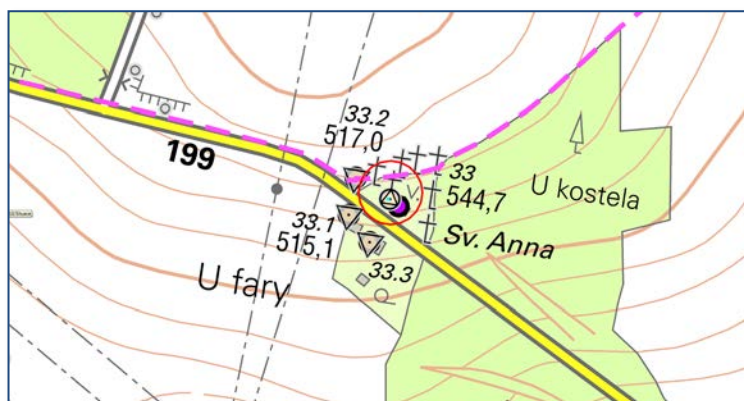 33.2
517,0
199
33
544,7
U kostela
33.1
515,1
Sv. Anna
33.3
U fary